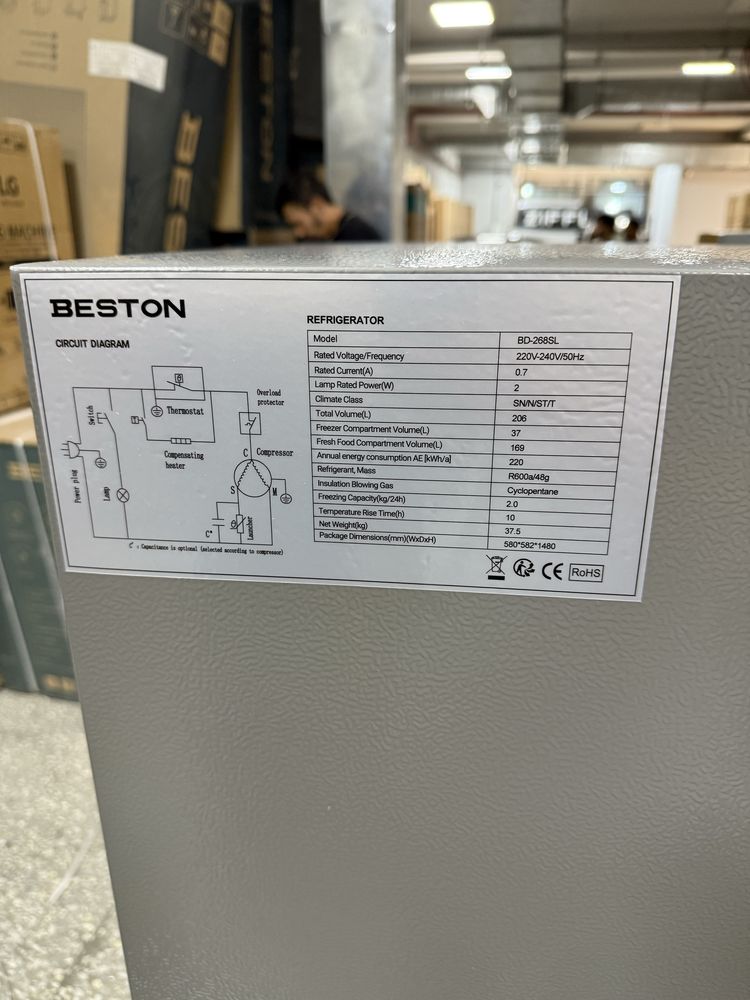 BESTON
CIRCUIT DIAGRAM
Switch
Power plug
Lamp
Thermostat
Compensating
heater
Overload
protector
C Compressor
S
M
C*
Launcher
C* : Capacitance is optional (selected according to compressor)
REFRIGERATOR
Model BD-268SL
Rated Voltage/Frequency 220V-240V/50Hz
Rated Current(A) 0.7
Lamp Rated Power(W) 2
Climate Class SN/N/ST/T
Total Volume(L) 206
Freezer Compartment Volume(L) 37
Fresh Food Compartment Volume(L) 169
Annual energy consumption AE [kWh/a] 220
Refrigerant, Mass R600a/48g
Insulation Blowing Gas Cyclopentane
Freezing Capacity(kg/24h) 2.0
Temperature Rise Time(h) 10
Net Weight(kg) 37.5
Package Dimensions(mm)(WxDxH) 580*582*1480
CE RoHS